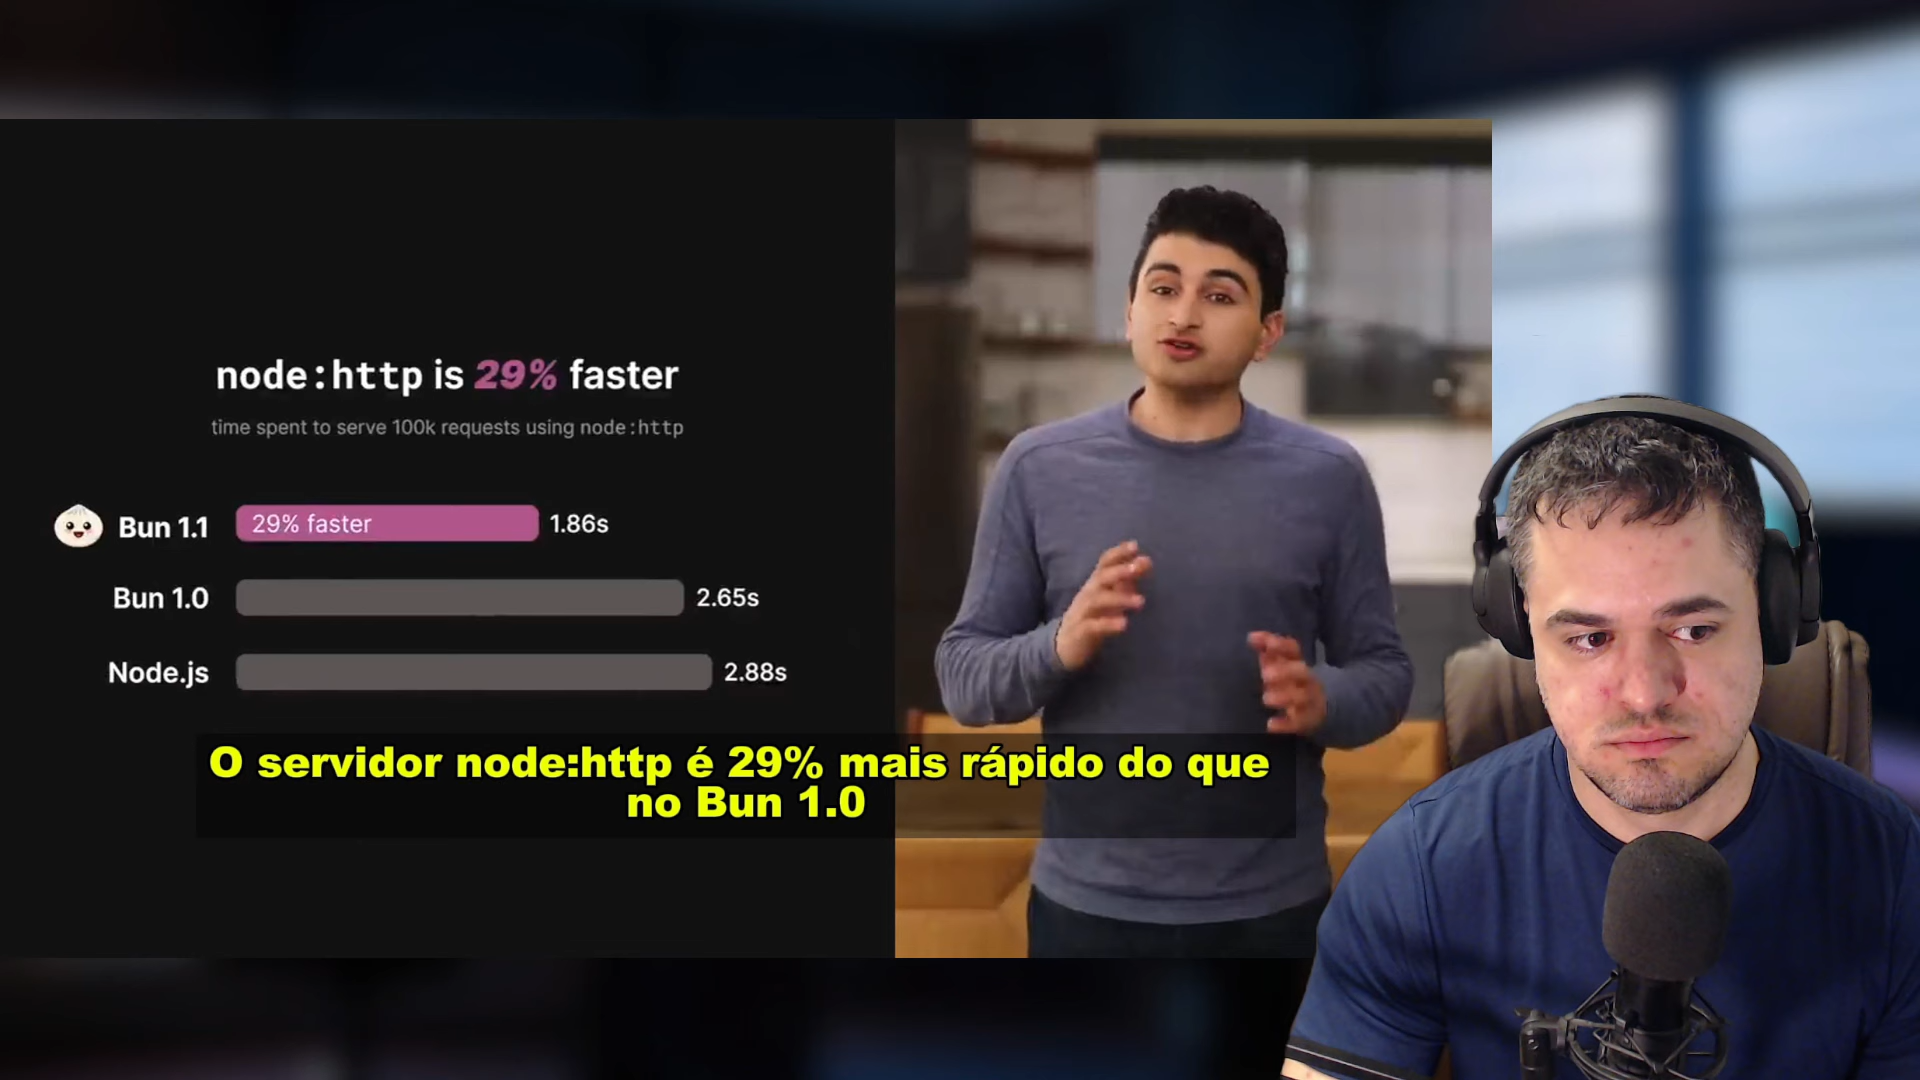 node:http is 29% faster
time spent to serve 100k requests using node:http
Bun 1.1 29% faster 1.86s
Bun 1.0 2.65s
Node.js 2.88s
O servidor node:http é 29% mais rápido do que
no Bun 1.0